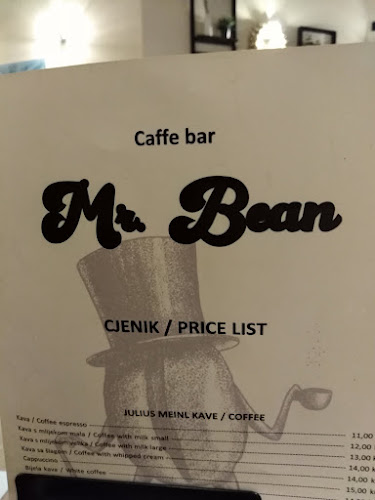 Caffe bar
Mr. Bean
CJENIK / PRICE LIST
JULIUS MEINL KAVE / COFFEE
Kava / Coffee espresso 11,00
Kava s mlijekom mala / Coffee with milk small 12,00
Kava s mlijekom velika / Coffee with milk large 13,00
Kava sa šlagom / Coffee with whipped cream 14,00
Cappuccino 14,00
Bijela kava / White coffee 15,00